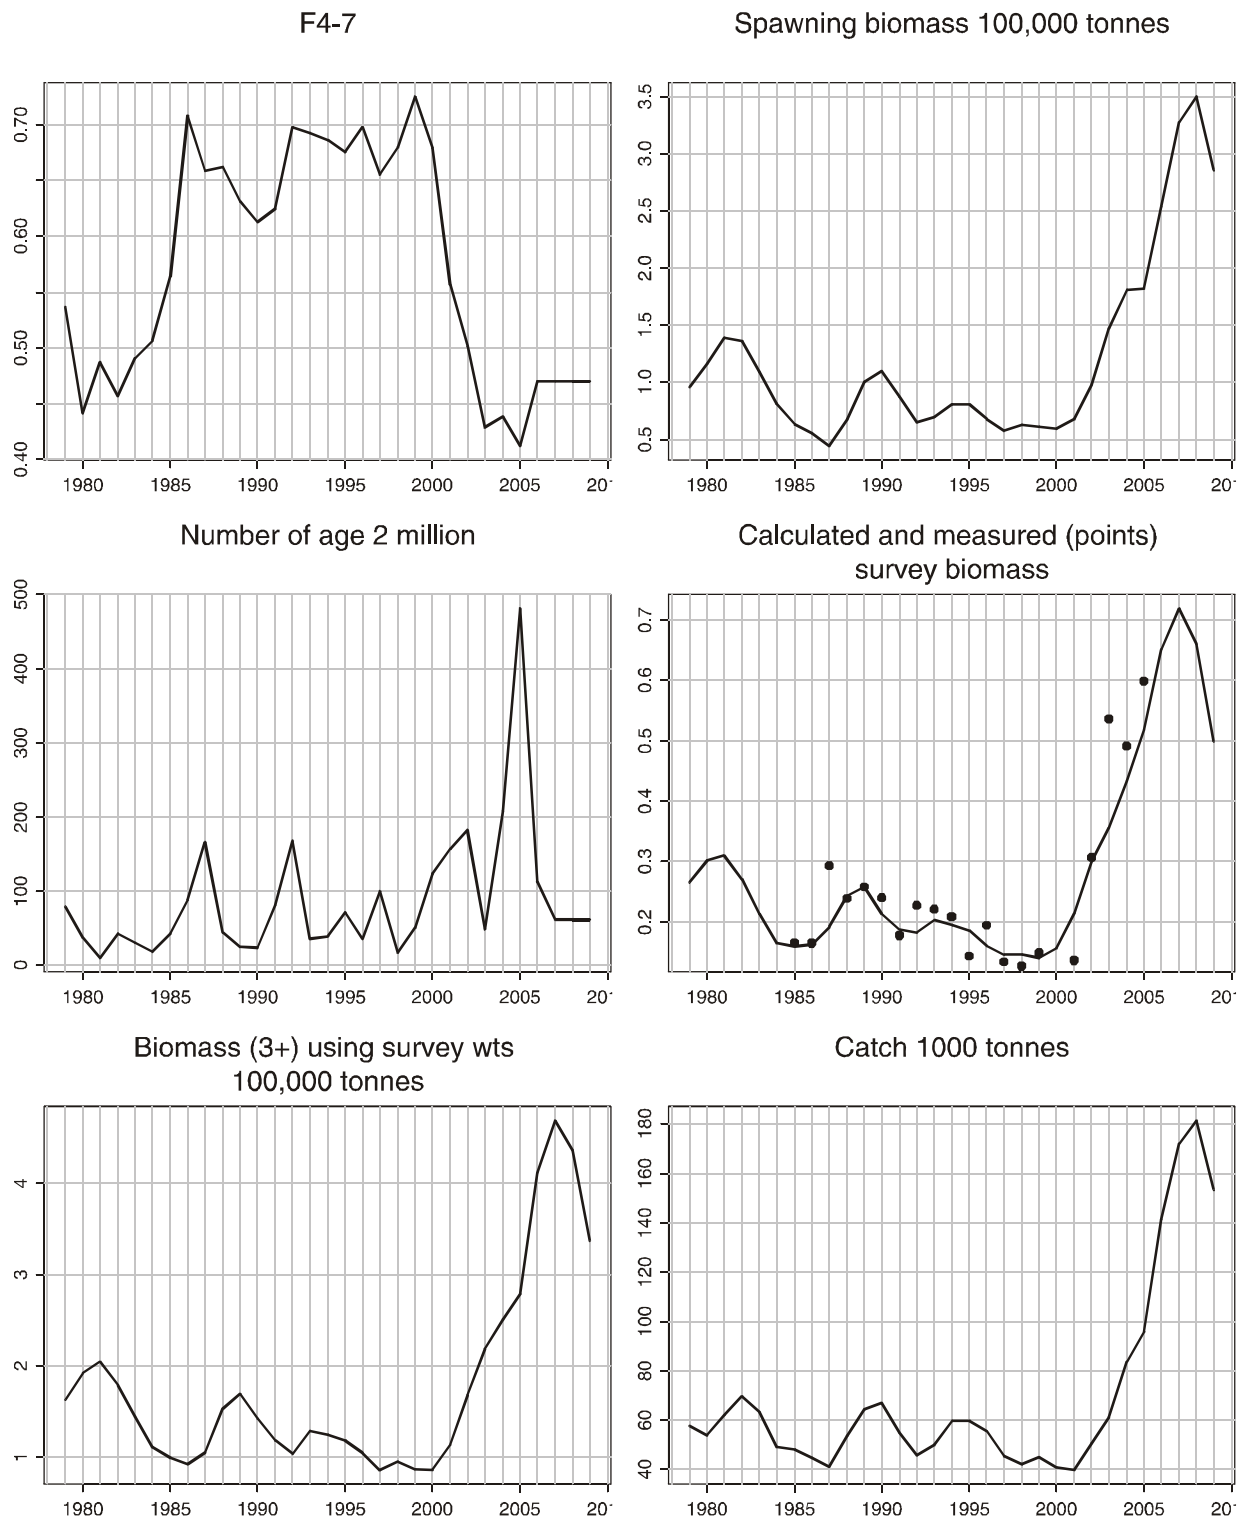 F4-7
0.70
0.60
0.50
0.40
1980 1985 1990 1995 2000 2005 201
Spawning biomass 100,000 tonnes
3.5
3.0
2.5
2.0
1.5
1.0
0.5
1980 1985 1990 1995 2000 2005 201
Number of age 2 million
500
400
300
200
100
0
1980 1985 1990 1995 2000 2005 201
Calculated and measured (points)
survey biomass
0.7
0.6
0.5
0.4
0.3
0.2
1980 1985 1990 1995 2000 2005 201
Biomass (3+) using survey wts
100,000 tonnes
4
3
2
1
1980 1985 1990 1995 2000 2005 201
Catch 1000 tonnes
180
160
140
120
100
80
60
40
1980 1985 1990 1995 2000 2005 201